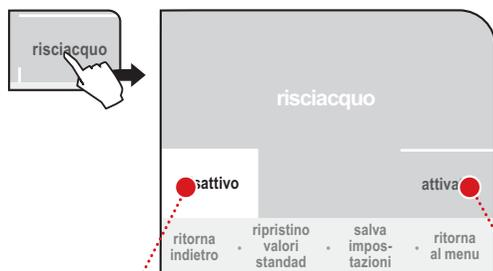 risciacquo
risciacquo
sattivo
attiva
ritorna
indietro
ripristino
valori
standad
salva
impos-
tazioni
ritorna
al menu